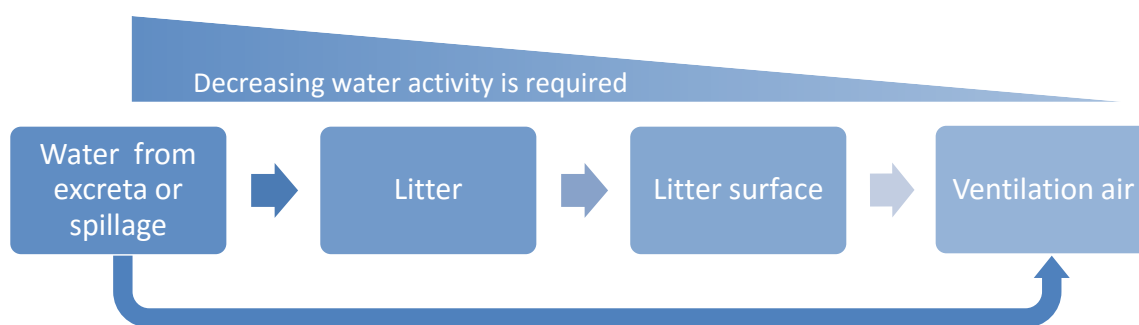 Decreasing water activity is required
Water from
excreta or
spillage
Litter
Litter surface
Ventilation air